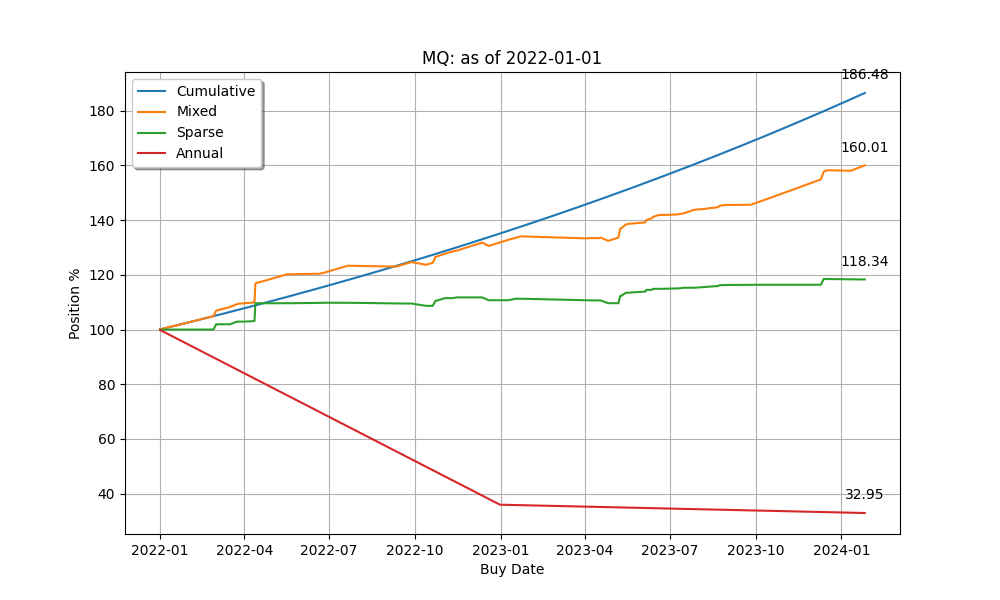 MQ: as of 2022-01-01
Cumulative
Mixed
Sparse
Annual
186.48
160.01
118.34
32.95
Position %
180
160
140
120
100
80
60
40
2022-01 2022-04 2022-07 2022-10 2023-01 2023-04 2023-07 2023-10 2024-01
Buy Date